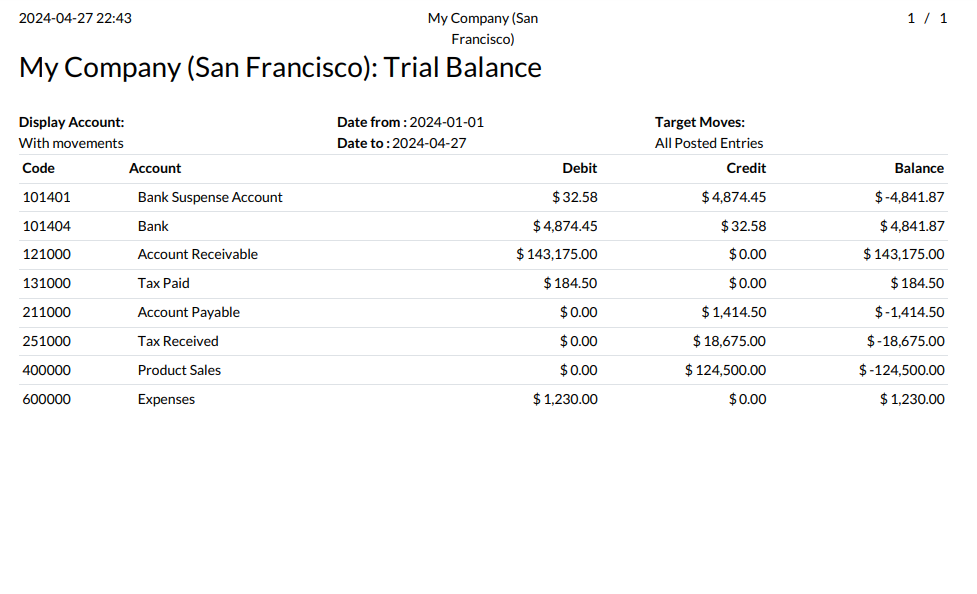 2024-04-27 22:43 My Company (San Francisco) 1 / 1
My Company (San Francisco): Trial Balance
Display Account: Date from : 2024-01-01 Target Moves:
With movements Date to : 2024-04-27 All Posted Entries
Code Account Debit Credit Balance
101401 Bank Suspense Account $ 32.58 $ 4,874.45 $ -4,841.87
101404 Bank $ 4,874.45 $ 32.58 $ 4,841.87
121000 Account Receivable $ 143,175.00 $ 0.00 $ 143,175.00
131000 Tax Paid $ 184.50 $ 0.00 $ 184.50
211000 Account Payable $ 0.00 $ 1,414.50 $ -1,414.50
251000 Tax Received $ 0.00 $ 18,675.00 $ -18,675.00
400000 Product Sales $ 0.00 $ 124,500.00 $ -124,500.00
600000 Expenses $ 1,230.00 $ 0.00 $ 1,230.00